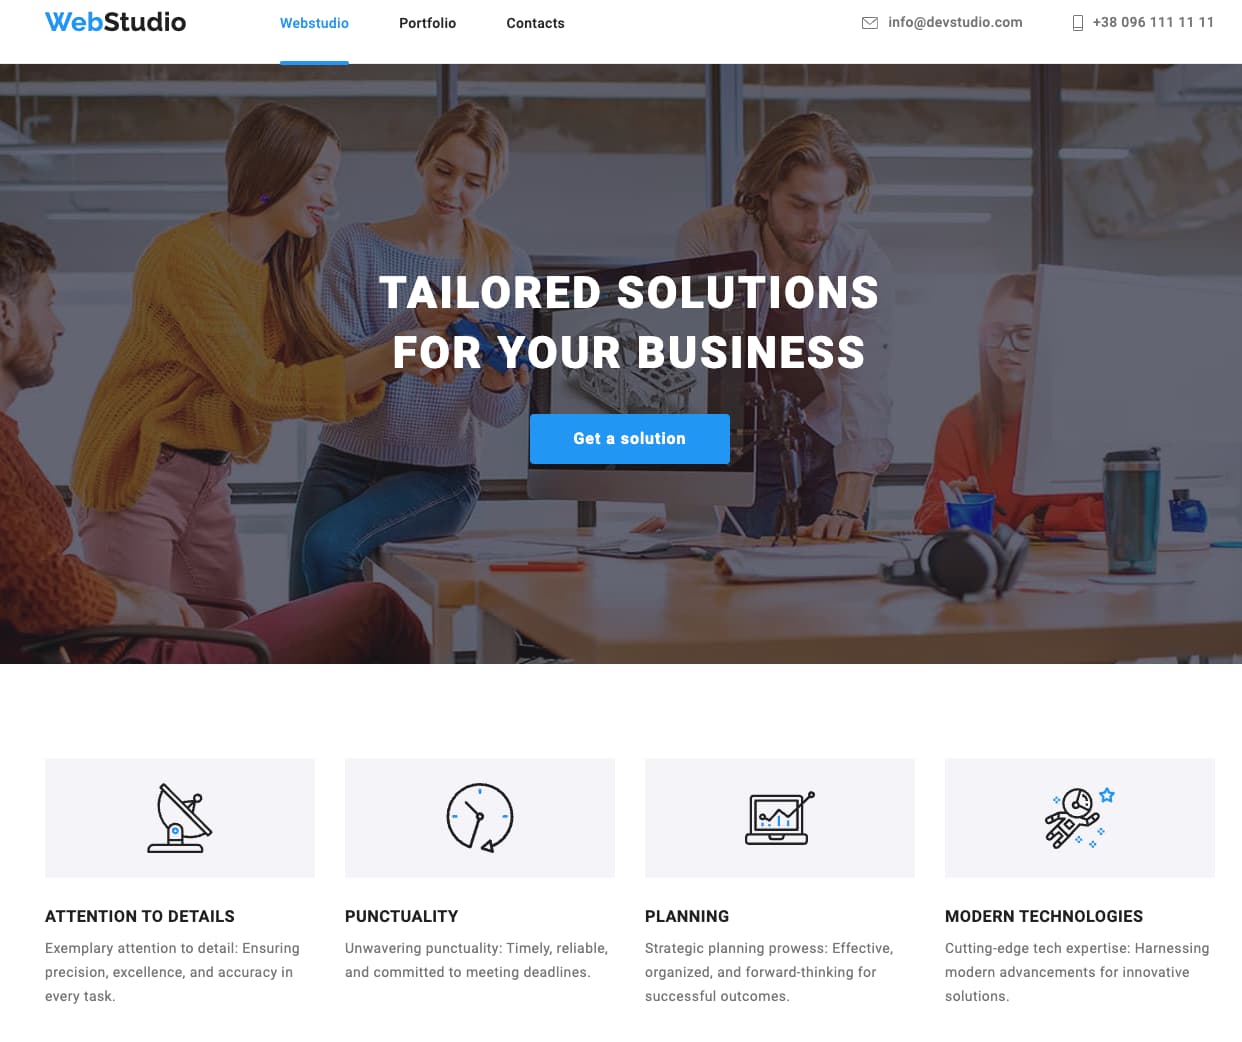 WebStudio
Webstudio
Portfolio
Contacts
info@devstudio.com
+38 096 111 11 11
TAILORED SOLUTIONS
FOR YOUR BUSINESS
Get a solution
ATTENTION TO DETAILS
Exemplary attention to detail: Ensuring
precision, excellence, and accuracy in
every task.
PUNCTUALITY
Unwavering punctuality: Timely, reliable,
and committed to meeting deadlines.
PLANNING
Strategic planning prowess: Effective,
organized, and forward-thinking for
successful outcomes.
MODERN TECHNOLOGIES
Cutting-edge tech expertise: Harnessing
modern advancements for innovative
solutions.